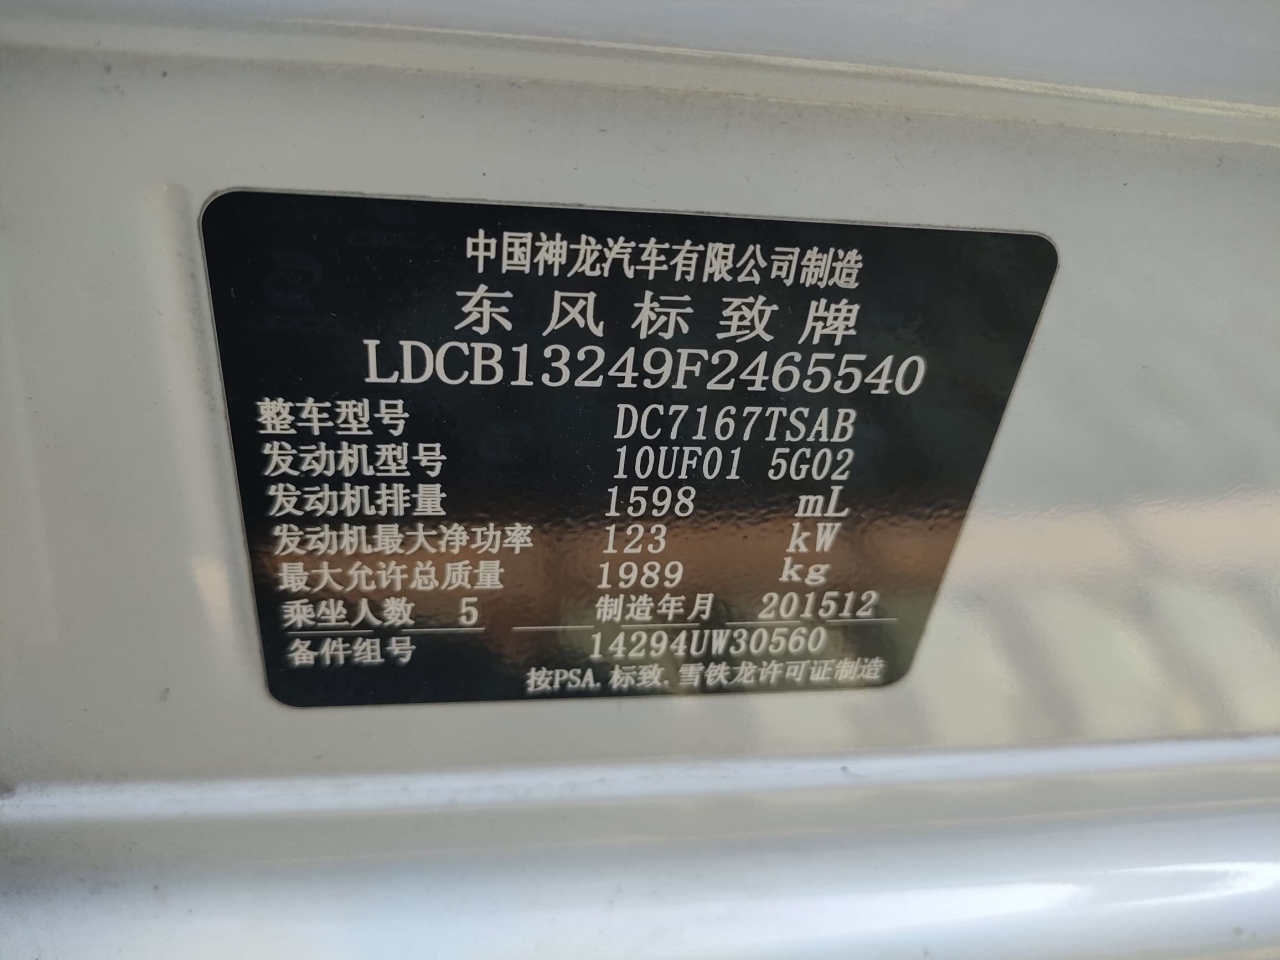 中国神龙汽车有限公司制造
东风标致牌
LDCB13249F2465540
整车型号 DC7167TSAB
发动机型号 10UF01 5G02
发动机排量 1598 mL
发动机最大净功率 123 kW
最大允许总质量 1989 kg
乘坐人数 5 制造年月 201512
备件组号 14294UW30560
按PSA.标致.雪铁龙许可证制造